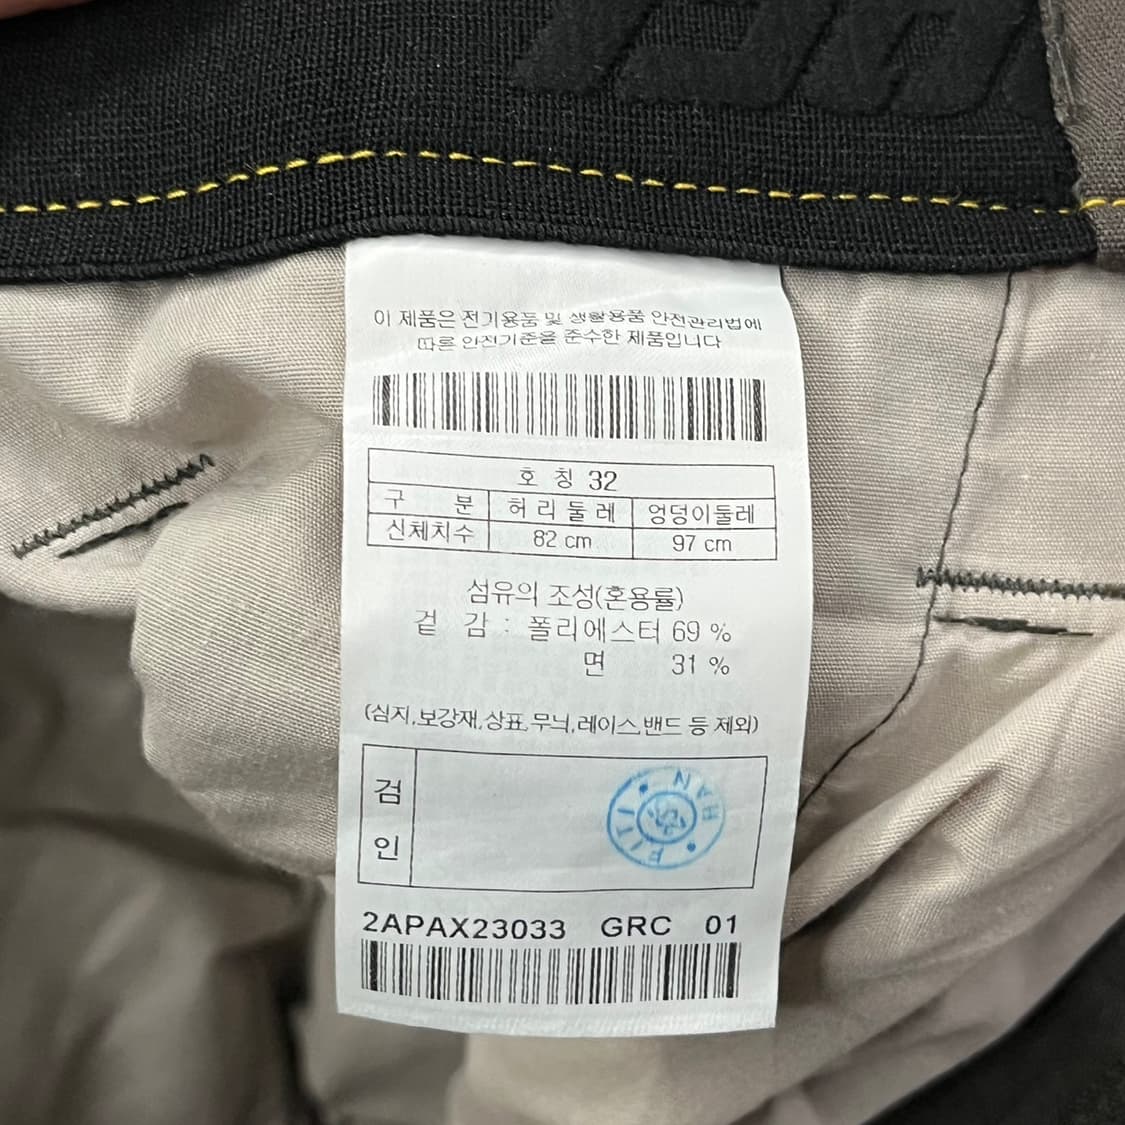 이 제품은 전기용품 및 생활용품 안전관리법에
따른 안전기준을 준수한 제품입니다
호 칭 32
구 분 허 리 둘 레 엉덩이둘레
신체치수 82 cm 97 cm
섬유의 조성(혼용률)
겉 감 : 폴리에스터 69 %
면 31 %
(심지,보강재,상표,무늬,레이스,밴드 등 제외)
검
인
FITI
HAN
2APAX23033 GRC 01